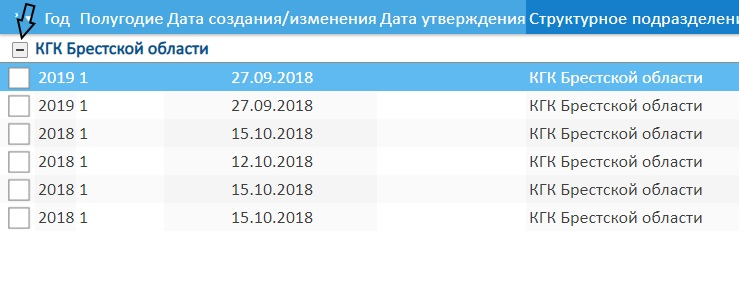 Год Полугодие Дата создания/изменения Дата утверждения Структурное подразделени
КГК Брестской области
2019 1 27.09.2018 КГК Брестской области
2019 1 27.09.2018 КГК Брестской области
2018 1 15.10.2018 КГК Брестской области
2018 1 12.10.2018 КГК Брестской области
2018 1 15.10.2018 КГК Брестской области
2018 1 15.10.2018 КГК Брестской области